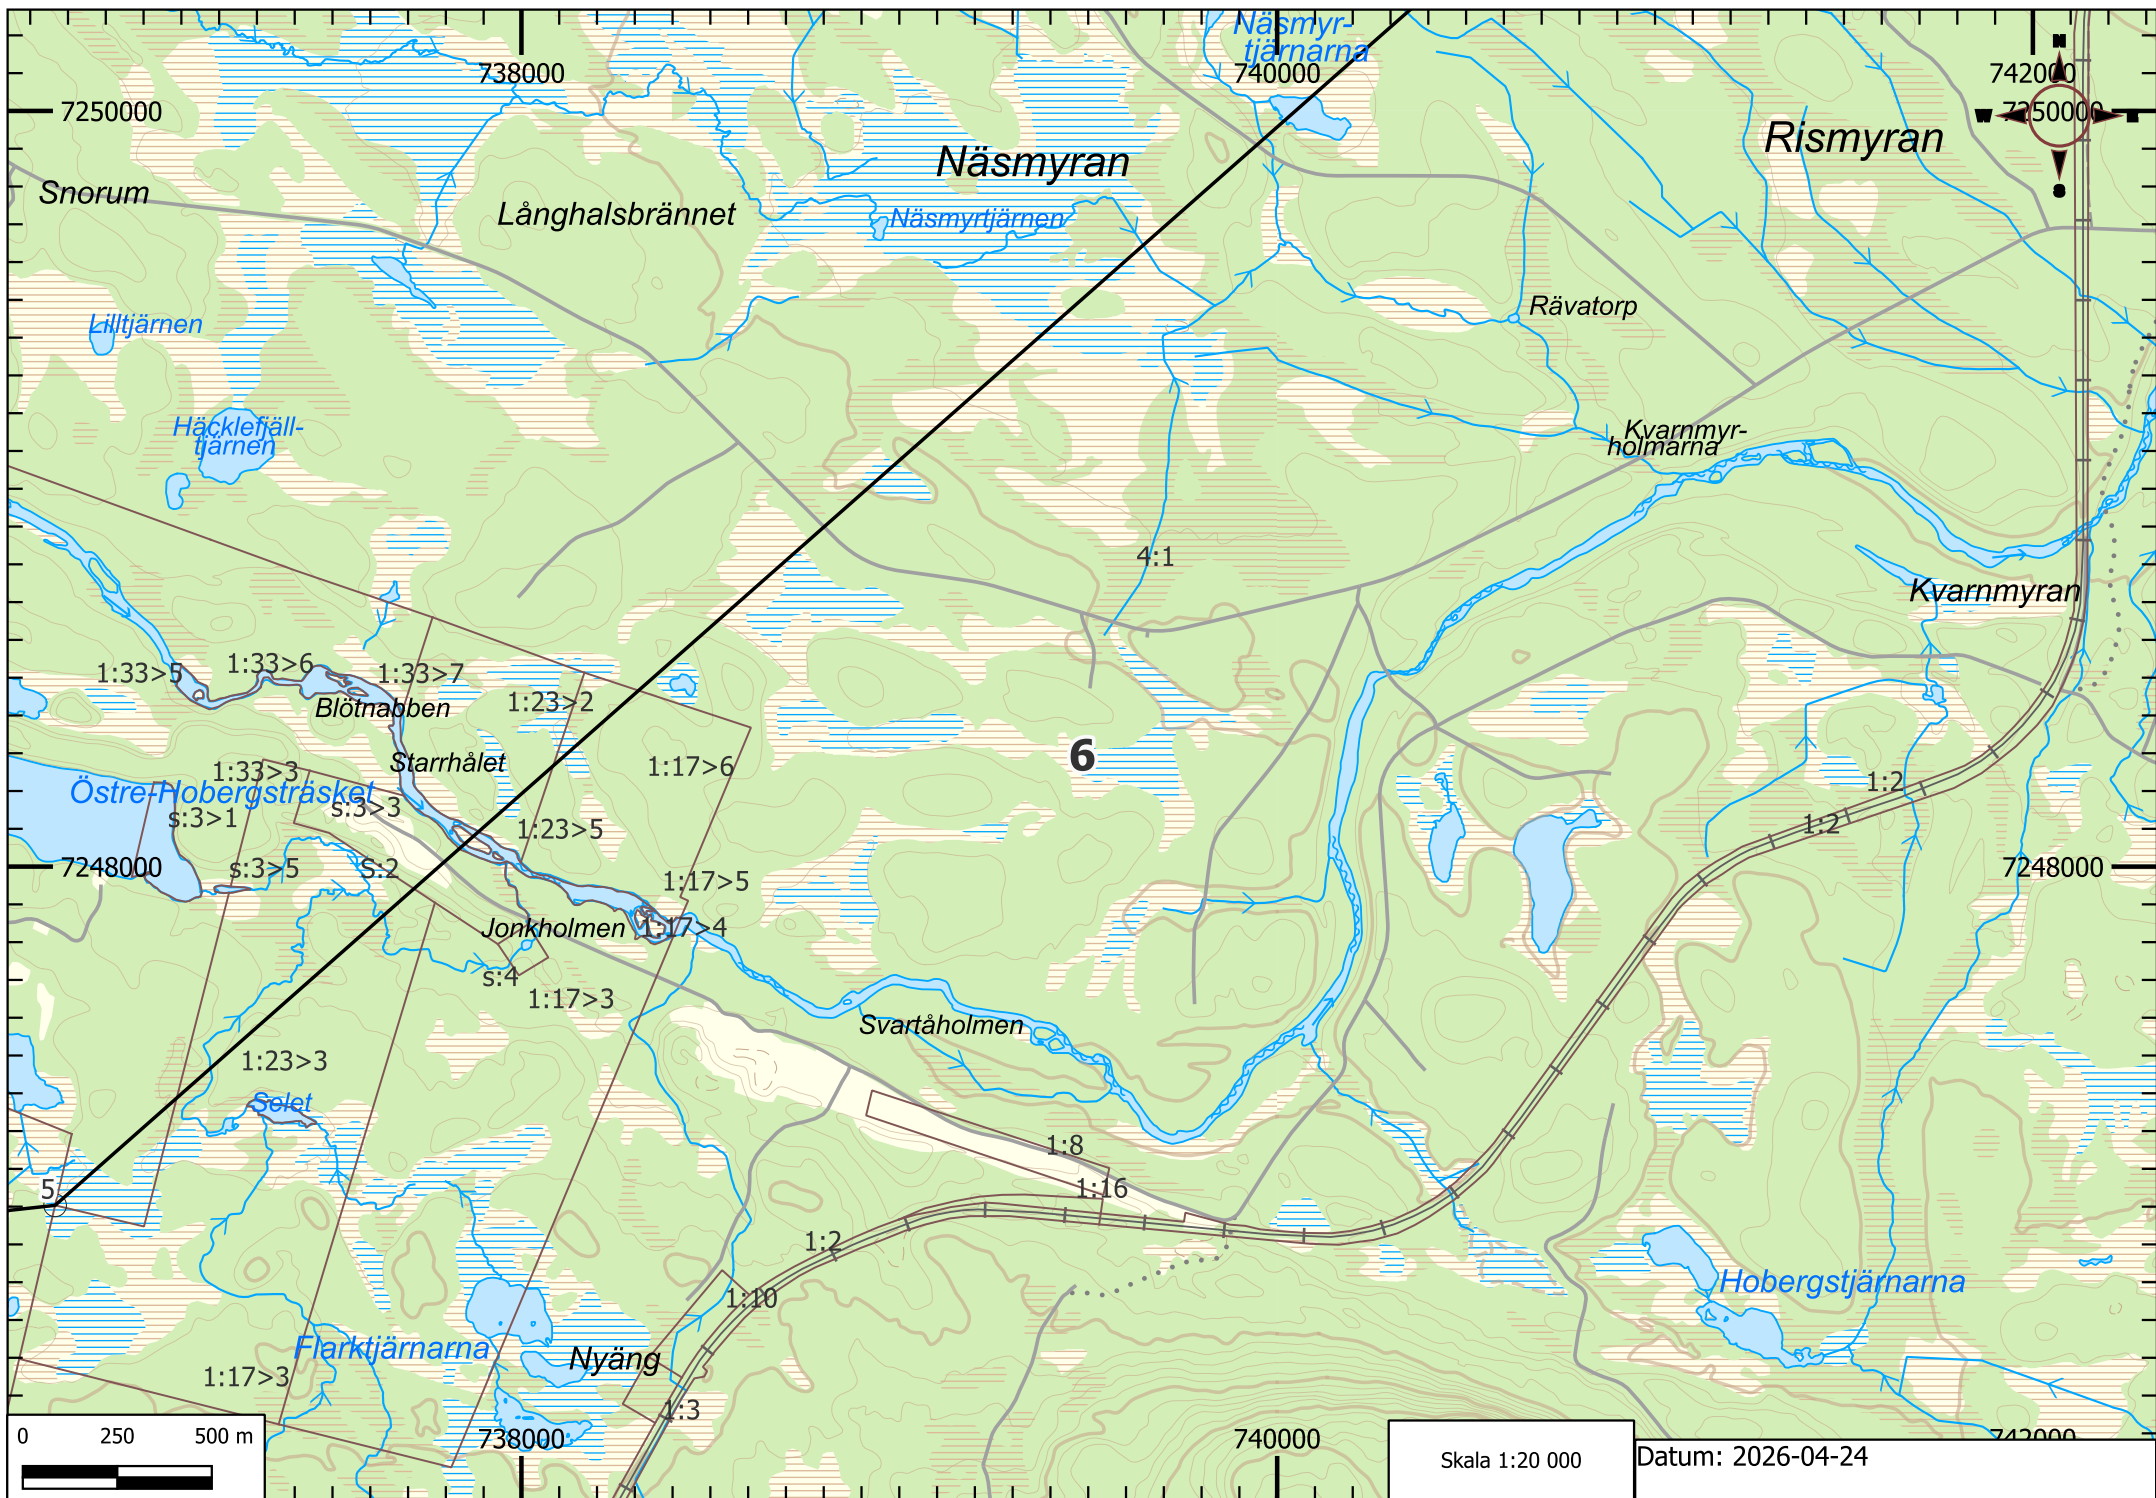 Näsmyr-
tjärnarna
738000
740000
742000
7250000
7250000
N
W
E
S
Rismyran
Näsmyran
Snorum
Långhalsbrännet
Näsmyrtjärnen
Rävatorp
Lilltjärnen
Häcklefjäll-
tjärnen
Kvarnmyr-
holmarna
4:1
Kvarnmyran
1:33>5
1:33>6
1:33>7
1:23>2
Blötnabben
Starrhålet
1:17>6
6
1:33>3
Östre-Hobergsträsket
s:3>3
s:3>1
1:23>5
1:2
1:2
7248000
7248000
s:3>5
S:2
1:17>5
Jonkholmen
1:17>4
s:4
1:17>3
Svartåholmen
1:23>3
Selet
1:8
1:16
5
1:2
1:10
Hobergstjärnarna
Flarktjärnarna
Nyäng
1:17>3
1:3
738000
740000
742000
0 250 500 m
Skala 1:20 000
Datum: 2026-04-24